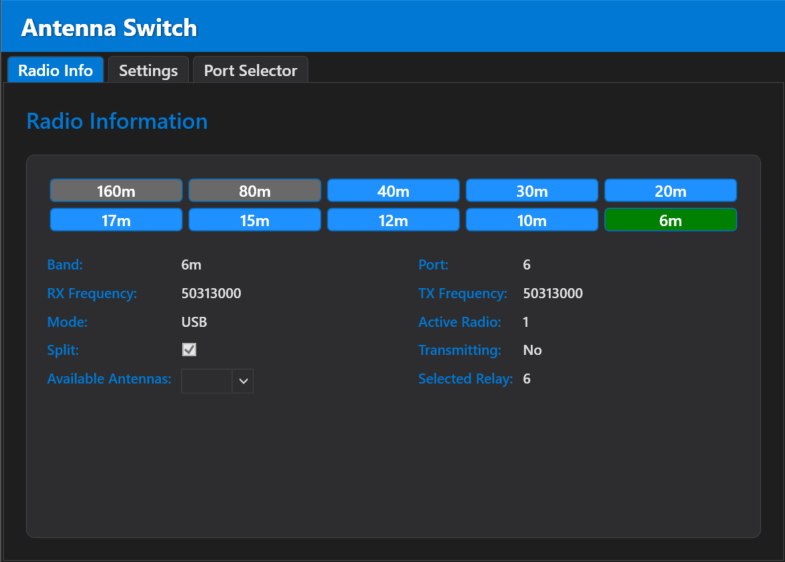 Antenna Switch
Radio Info Settings Port Selector
Radio Information
160m 80m 40m 30m 20m
17m 15m 12m 10m 6m
Band: 6m Port: 6
RX Frequency: 50313000 TX Frequency: 50313000
Mode: USB Active Radio: 1
Split: Transmitting: No
Available Antennas: Selected Relay: 6